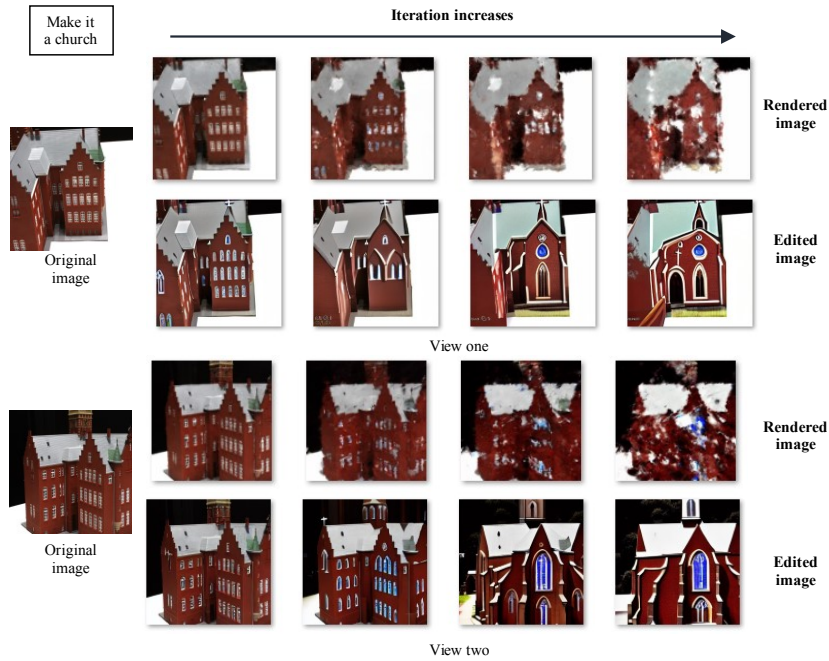 Make it
a church
Iteration increases
Rendered
image
Original
image
Edited
image
View one
Rendered
image
Original
image
Edited
image
View two